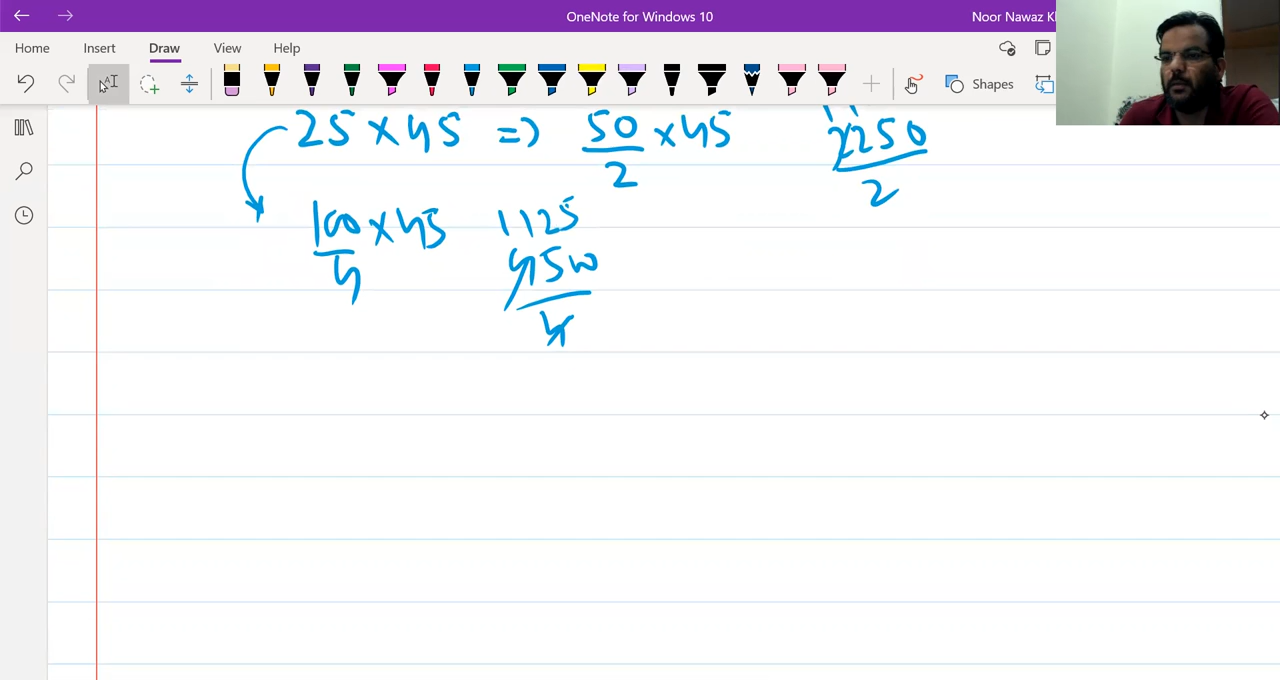 OneNote for Windows 10
Noor Nawaz Kh
Home Insert Draw View Help
Shapes
25 × 45 => 50/2 × 45 2250/2
100/4 × 45 1125
4500/4